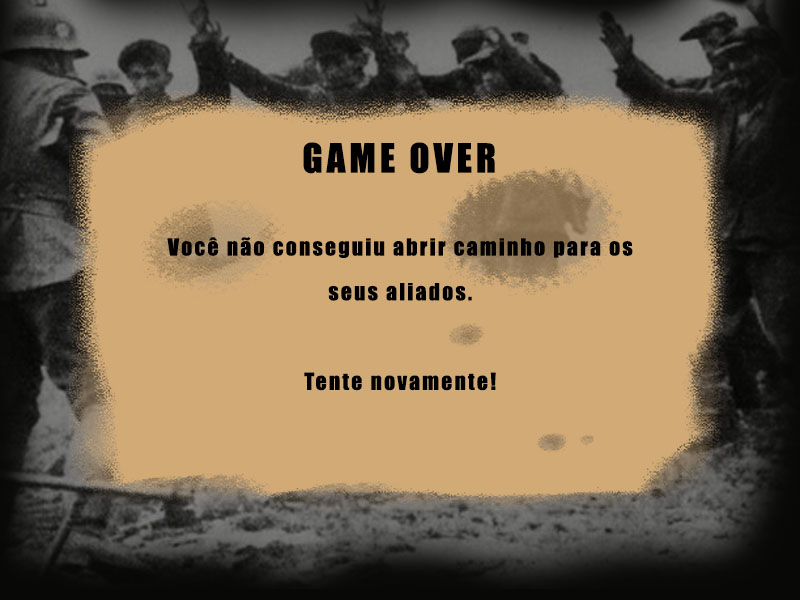 GAME OVER
Você não conseguiu abrir caminho para os
seus aliados.
Tente novamente!